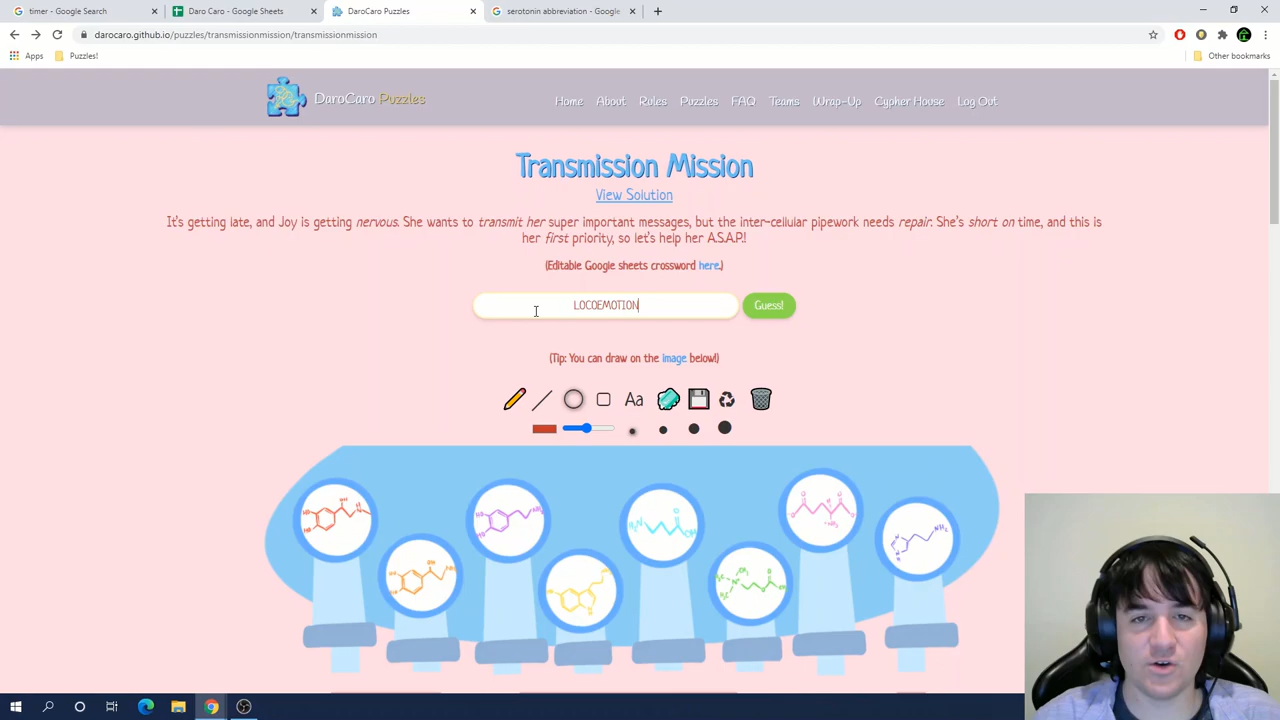 timer - Google Search
Daro Caro - Google Sheets
DaroCaro Puzzles
serotonin abbreviation - Google
darocaro.github.io/puzzles/transmissionmission/transmissionmission
Apps
Puzzles!
Other bookmarks
DaroCaro Puzzles
Home
About
Rules
Puzzles
FAQ
Teams
Wrap-Up
Cypher House
Log Out
Transmission Mission
View Solution
It's getting late, and Joy is getting nervous. She wants to transmit her super important messages, but the inter-cellular pipework needs repair. She's short on time, and this is
her first priority, so let's help her A.S.A.P.!
(Editable Google sheets crossword here.)
LOCOEMOTION
Guess!
(Tip: You can draw on the image below!)
Aa